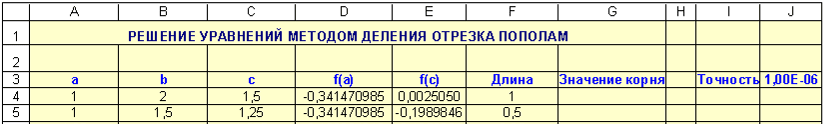 A B C D E F G H I J
1 РЕШЕНИЕ УРАВНЕНИЙ МЕТОДОМ ДЕЛЕНИЯ ОТРЕЗКА ПОПОЛАМ
2
3 a b c f(a) f(c) Длина Значение корня Точность 1,00E-06
4 1 2 1,5 -0,341470985 0,0025050 1
5 1 1,5 1,25 -0,341470985 -0,1989846 0,5